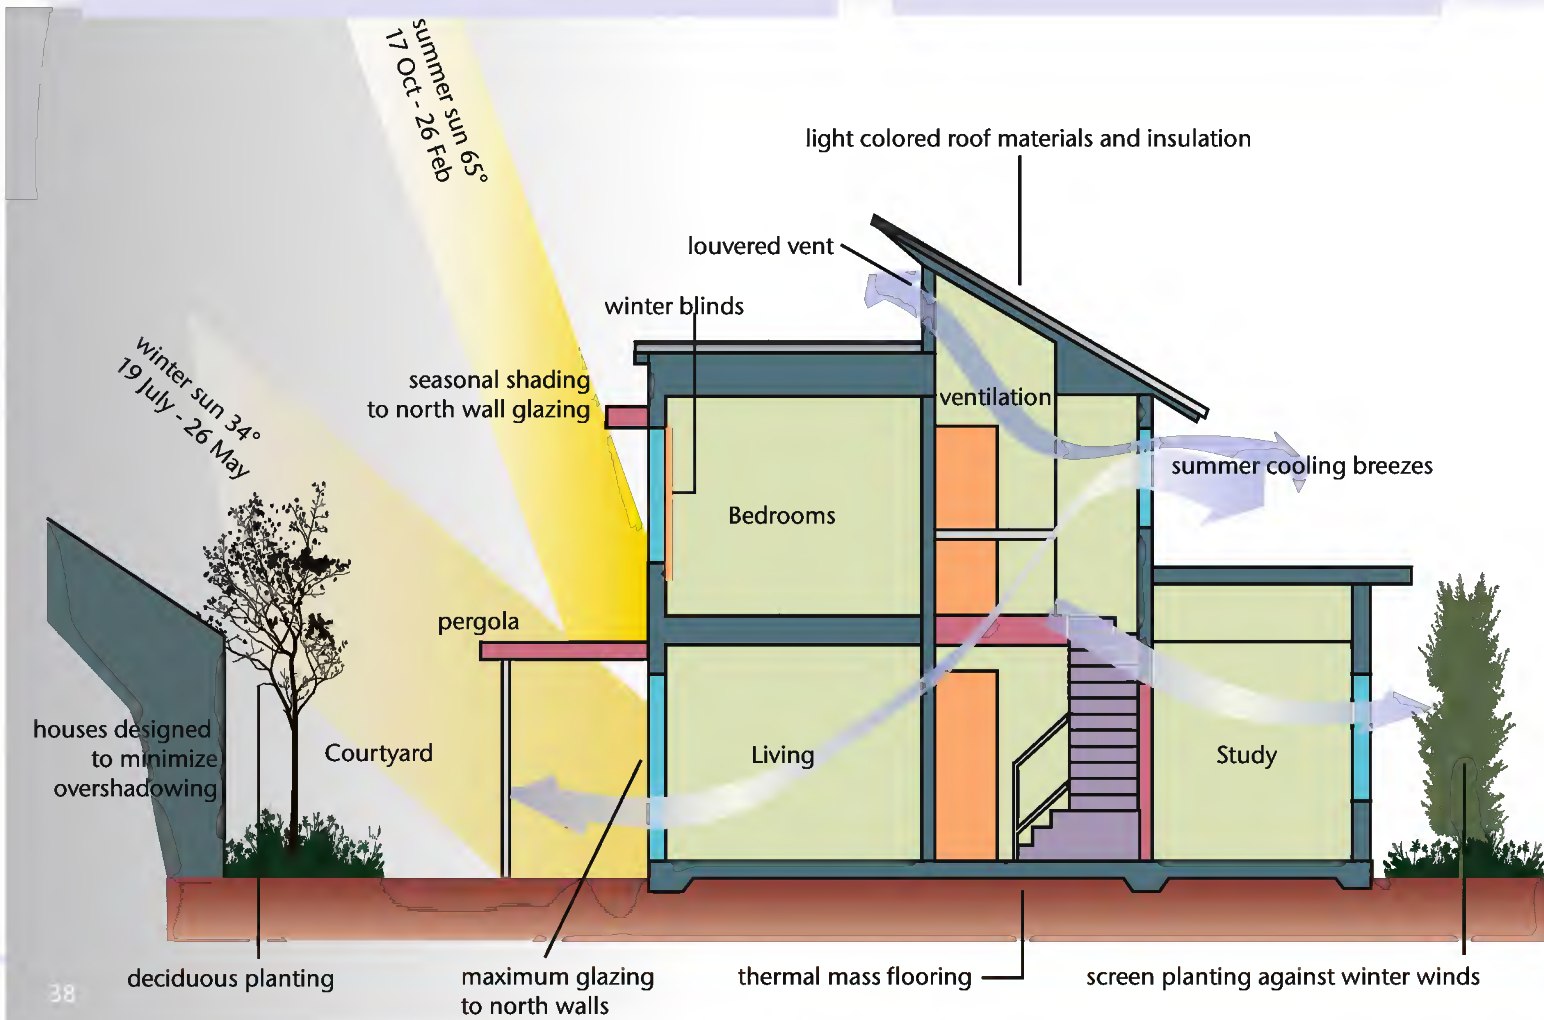 summer sun 65°
17 Oct - 26 Feb
light colored roof materials and insulation
louvered vent
winter blinds
winter sun 34°
19 July - 26 May
seasonal shading
to north wall glazing
ventilation
summer cooling breezes
Bedrooms
pergola
houses designed
to minimize
overshadowing
Courtyard
Living
Study
deciduous planting
maximum glazing
to north walls
thermal mass flooring
screen planting against winter winds
38